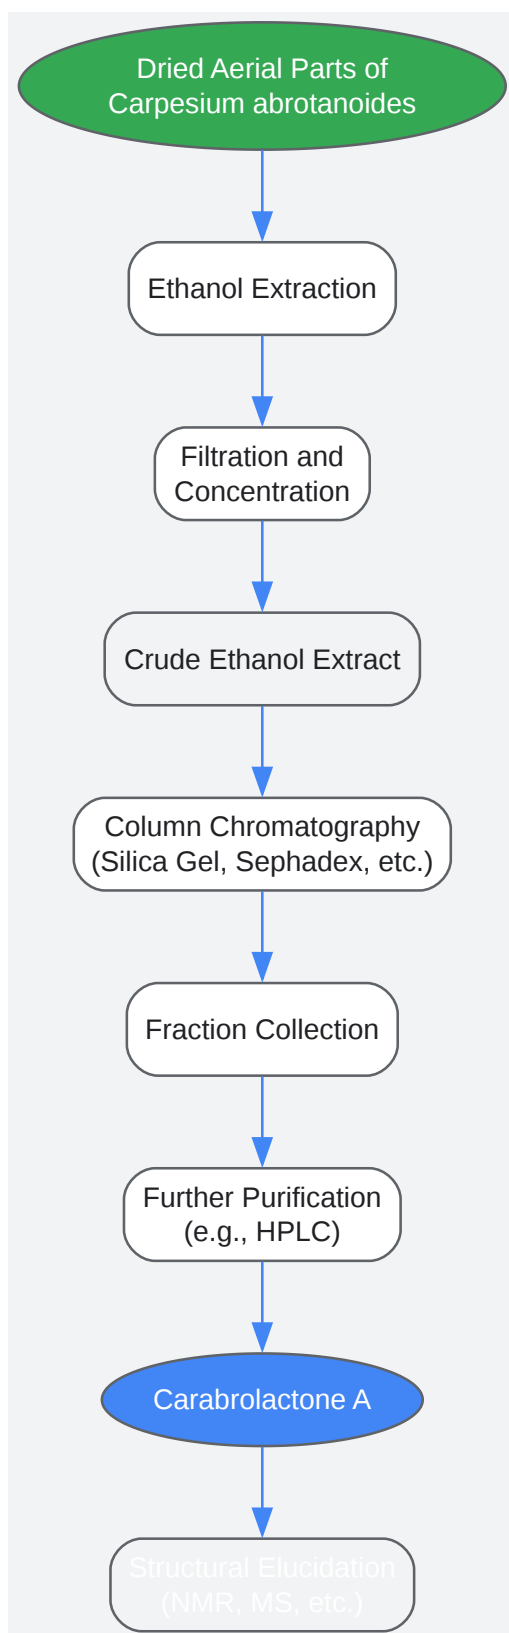 Dried Aerial Parts of
Carpesium abrotanoides
Ethanol Extraction
Filtration and
Concentration
Crude Ethanol Extract
Column Chromatography
(Silica Gel, Sephadex, etc.)
Fraction Collection
Further Purification
(e.g., HPLC)
Carabrolactone A
Structural Elucidation
(NMR, MS, etc.)